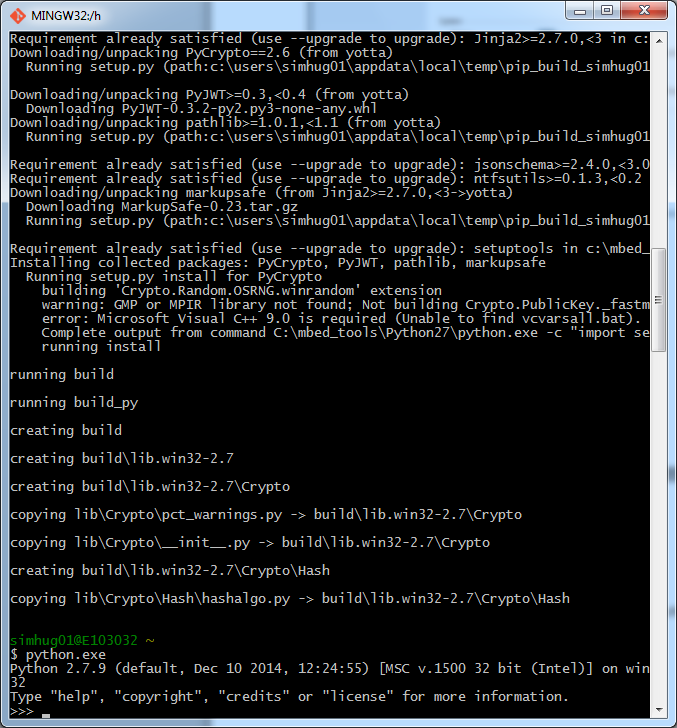 MINGW32:/h
Requirement already satisfied (use --upgrade to upgrade): Jinja2>=2.7.0,<3 in c:
Downloading/unpacking PyCrypto==2.6 (from yotta)
  Running setup.py (path:c:\users\simhug01\appdata\local\temp\pip_build_simhug01
Downloading/unpacking PyJWT>=0.3,<0.4 (from yotta)
  Downloading PyJWT-0.3.2-py2.py3-none-any.whl
Downloading/unpacking pathlib>=1.0.1,<1.1 (from yotta)
  Running setup.py (path:c:\users\simhug01\appdata\local\temp\pip_build_simhug01
Requirement already satisfied (use --upgrade to upgrade): jsonschema>=2.4.0,<3.0
Requirement already satisfied (use --upgrade to upgrade): ntfsutils>=0.1.3,<0.2
Downloading/unpacking markupsafe (from Jinja2>=2.7.0,<3->yotta)
  Downloading MarkupSafe-0.23.tar.gz
  Running setup.py (path:c:\users\simhug01\appdata\local\temp\pip_build_simhug01
Requirement already satisfied (use --upgrade to upgrade): setuptools in c:\mbed_
Installing collected packages: PyCrypto, PyJWT, pathlib, markupsafe
  Running setup.py install for PyCrypto
    building 'Crypto.Random.OSRNG.winrandom' extension
    warning: GMP or MPIR library not found; Not building Crypto.PublicKey._fastm
    error: Microsoft Visual C++ 9.0 is required (Unable to find vcvarsall.bat).
    Complete output from command C:\mbed_tools\Python27\python.exe -c "import se
    running install
running build
running build_py
creating build
creating build\lib.win32-2.7
creating build\lib.win32-2.7\Crypto
copying lib\Crypto\pct_warnings.py -> build\lib.win32-2.7\Crypto
copying lib\Crypto\__init__.py -> build\lib.win32-2.7\Crypto
creating build\lib.win32-2.7\Crypto\Hash
copying lib\Crypto\Hash\hashalgo.py -> build\lib.win32-2.7\Crypto\Hash
simhug01@E103032 ~
$ python.exe
Python 2.7.9 (default, Dec 10 2014, 12:24:55) [MSC v.1500 32 bit (Intel)] on win
32
Type "help", "copyright", "credits" or "license" for more information.
>>> _